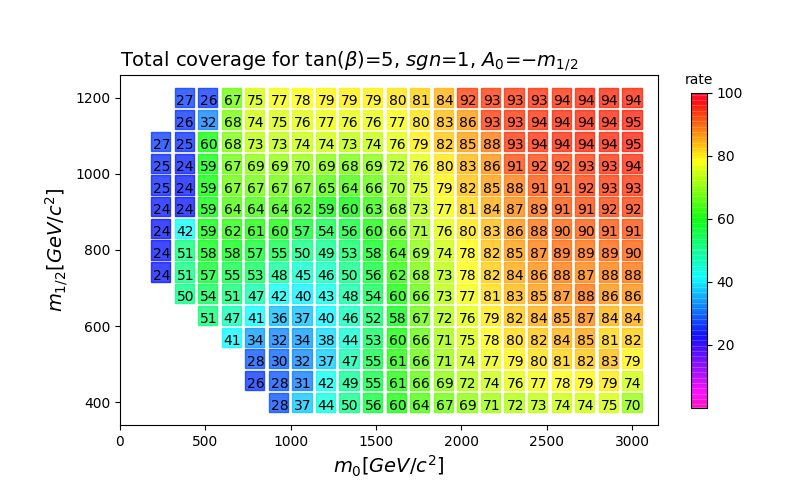 Total coverage for tan(β)=5, sgn=1, A₀=−m₁/₂
rate
1200 27 26 67 75 77 78 79 79 79 80 81 84 92 93 93 93 94 94 94 94 100
26 32 68 74 75 76 77 76 76 77 80 83 86 93 93 94 94 94 94 95
27 25 60 68 73 73 74 74 73 74 76 79 82 85 88 93 94 94 94 94 95
1000 25 24 59 67 69 69 70 69 68 69 72 76 80 83 86 91 92 92 93 93 94 80
25 24 59 67 67 67 67 65 64 66 70 75 79 82 85 88 91 91 92 93 93
24 24 59 64 64 64 62 59 60 63 68 73 77 81 84 87 89 91 91 92 92 60
24 42 59 62 61 60 57 54 56 60 66 71 76 80 83 86 88 90 90 91 91
800 24 51 58 58 57 55 50 49 53 58 64 69 74 78 82 85 87 89 89 89 90
24 51 57 55 53 48 45 46 50 56 62 68 73 78 82 84 86 88 87 88 88 40
50 54 51 47 42 40 43 48 54 60 66 73 77 81 83 85 87 88 86 86
600 51 47 41 36 37 40 46 52 58 67 72 76 79 82 84 85 87 84 84
41 34 32 34 38 44 53 60 66 71 75 78 80 82 84 85 81 82 20
28 30 32 37 47 55 61 66 71 74 77 79 80 81 82 83 79
26 28 31 42 49 55 61 66 69 72 74 76 77 78 79 79 74
400 28 37 44 50 56 60 64 67 69 71 72 73 74 74 75 70
m₁/₂[GeV/c²]
0 500 1000 1500 2000 2500 3000
m₀[GeV/c²]